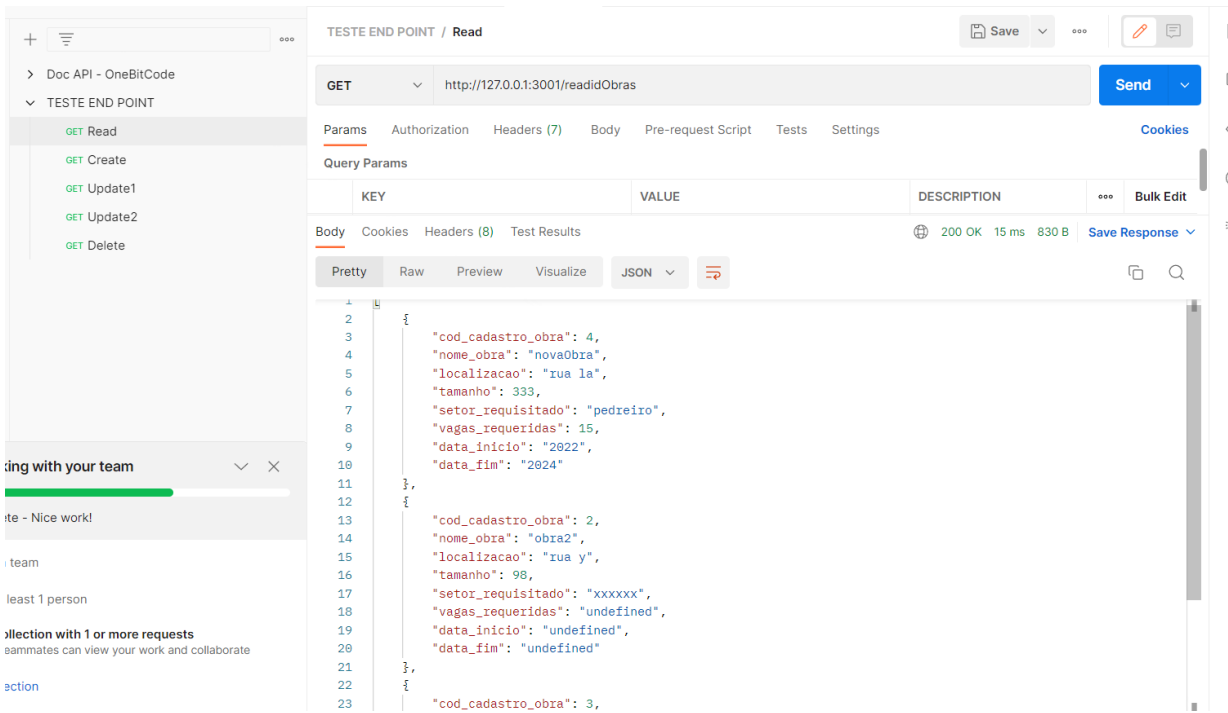 TESTE END POINT / Read
Save
Doc API - OneBitCode
TESTE END POINT
GET Read
GET Create
GET Update1
GET Update2
GET Delete
king with your team
ete - Nice work!
team
least 1 person
ollection with 1 or more requests
eammates can view your work and collaborate
ection
GET
http://127.0.0.1:3001/readidObras
Send
Params Authorization Headers (7) Body Pre-request Script Tests Settings Cookies
Query Params
KEY VALUE DESCRIPTION Bulk Edit
Body Cookies Headers (8) Test Results 200 OK 15 ms 830 B Save Response
Pretty Raw Preview Visualize JSON
1 [
2 {
3 "cod_cadastro_obra": 4,
4 "nome_obra": "novaObra",
5 "localizacao": "rua la",
6 "tamanho": 333,
7 "setor_requisitado": "pedreiro",
8 "vagas_requeridas": 15,
9 "data_inicio": "2022",
10 "data_fim": "2024"
11 },
12 {
13 "cod_cadastro_obra": 2,
14 "nome_obra": "obra2",
15 "localizacao": "rua y",
16 "tamanho": 98,
17 "setor_requisitado": "xxxxxx",
18 "vagas_requeridas": "undefined",
19 "data_inicio": "undefined",
20 "data_fim": "undefined"
21 },
22 {
23 "cod_cadastro_obra": 3,